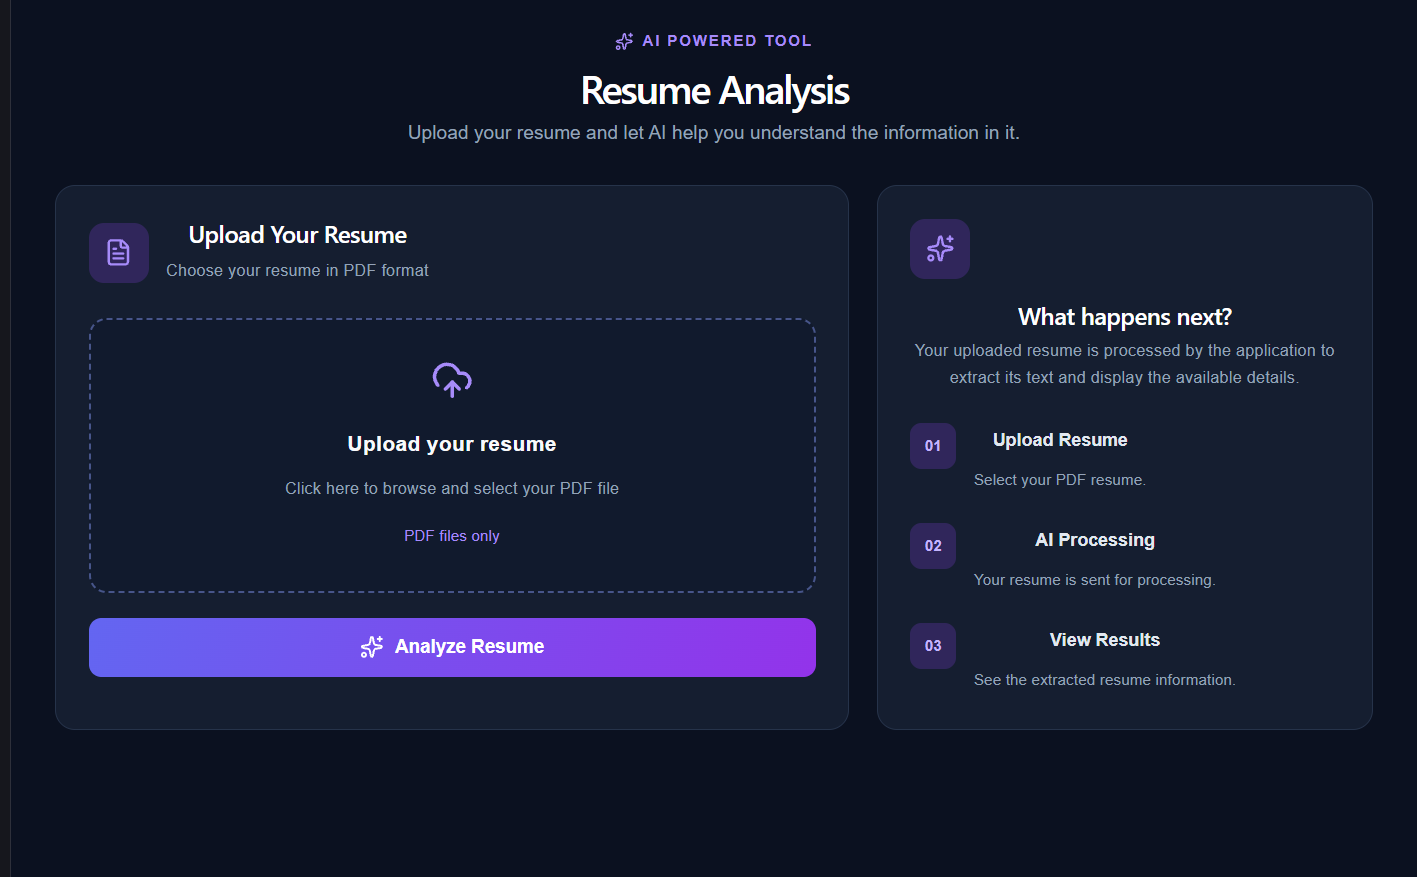 AI POWERED TOOL
Resume Analysis
Upload your resume and let AI help you understand the information in it.
Upload Your Resume
Choose your resume in PDF format
Upload your resume
Click here to browse and select your PDF file
PDF files only
Analyze Resume
What happens next?
Your uploaded resume is processed by the application to
extract its text and display the available details.
01
Upload Resume
Select your PDF resume.
02
AI Processing
Your resume is sent for processing.
03
View Results
See the extracted resume information.